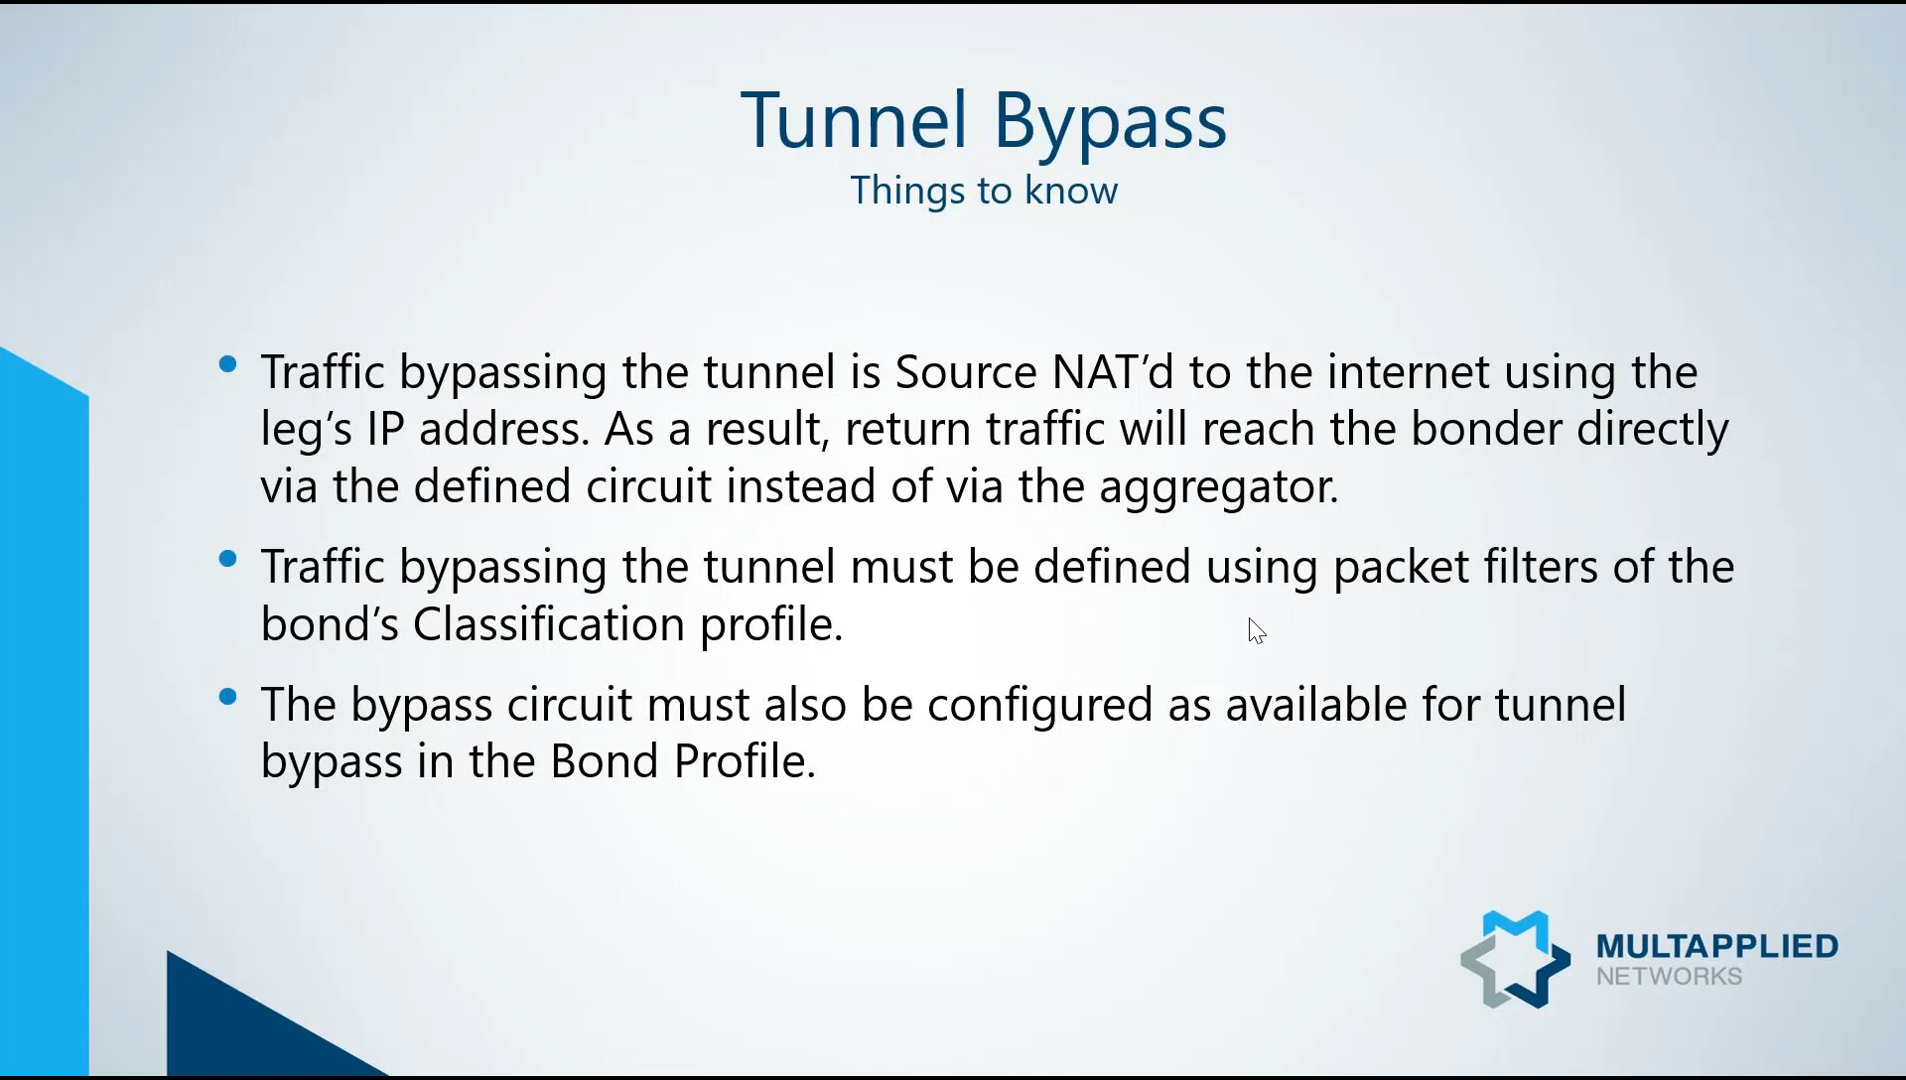 Tunnel Bypass
Things to know
• Traffic bypassing the tunnel is Source NAT’d to the internet using the
leg’s IP address. As a result, return traffic will reach the bonder directly
via the defined circuit instead of via the aggregator.
• Traffic bypassing the tunnel must be defined using packet filters of the
bond’s Classification profile.
• The bypass circuit must also be configured as available for tunnel
bypass in the Bond Profile.
MULTAPPLIED
NETWORKS